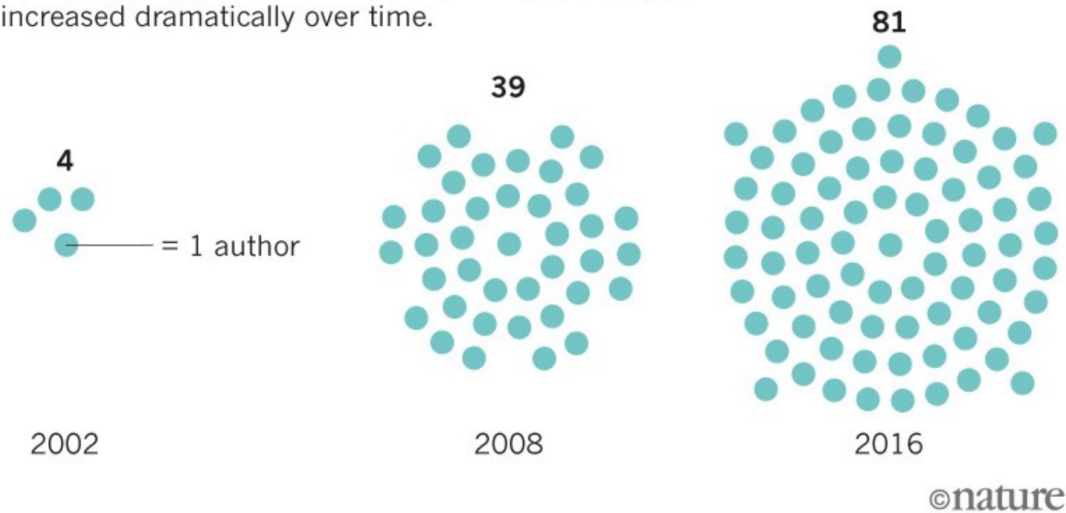 increased dramatically over time.
81
39
4
= 1 author
2002
2008
2016
©nature